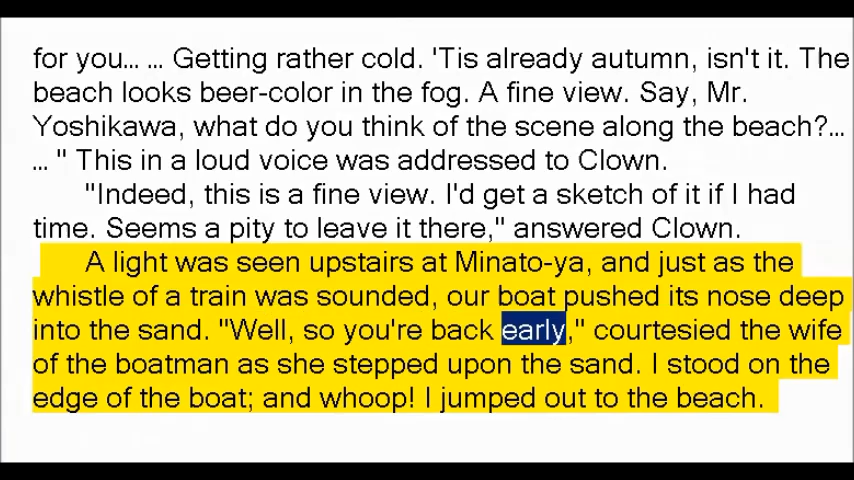 for you... ... Getting rather cold. 'Tis already autumn, isn't it. The
beach looks beer-color in the fog. A fine view. Say, Mr.
Yoshikawa, what do you think of the scene along the beach?...
... " This in a loud voice was addressed to Clown.
"Indeed, this is a fine view. I'd get a sketch of it if I had
time. Seems a pity to leave it there," answered Clown.
A light was seen upstairs at Minato-ya, and just as the
whistle of a train was sounded, our boat pushed its nose deep
into the sand. "Well, so you're back early," courtesied the wife
of the boatman as she stepped upon the sand. I stood on the
edge of the boat; and whoop! I jumped out to the beach.